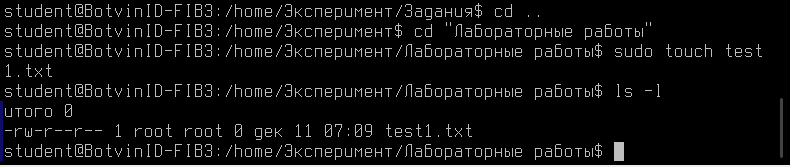 student@BotvinID-FIB3:/home/Эксперимент/Задания$ cd ..
student@BotvinID-FIB3:/home/Эксперимент$ cd "Лабораторные работы"
student@BotvinID-FIB3:/home/Эксперимент/Лабораторные работы$ sudo touch test
1.txt
student@BotvinID-FIB3:/home/Эксперимент/Лабораторные работы$ ls -l
итого 0
-rw-r--r-- 1 root root 0 дек 11 07:09 test1.txt
student@BotvinID-FIB3:/home/Эксперимент/Лабораторные работы$